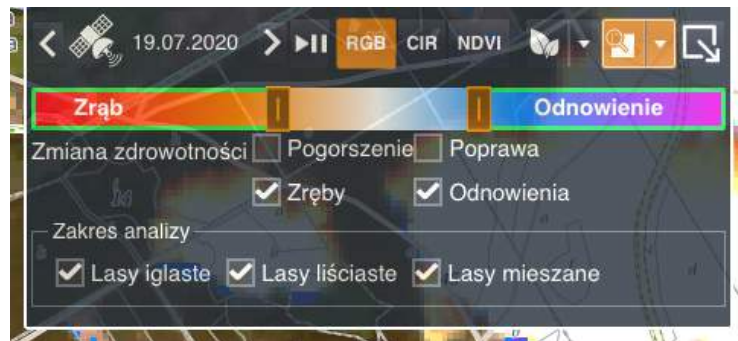 19.07.2020 RGB CIR NDVI
Zrąb Odnowienie
Zmiana zdrowotności Pogorszenie Poprawa
Zręby Odnowienia
Zakres analizy
Lasy iglaste Lasy liściaste Lasy mieszane